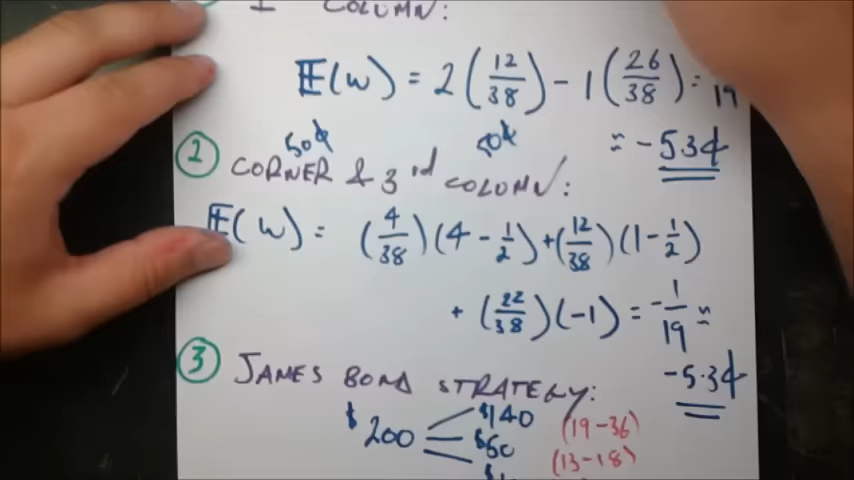 1 COLUMN:
𝔼(W) = 2(12/38) - 1(26/38) = 19
≈ -5.3¢
50¢ 50¢
② CORNER & 3rd COLUMN:
𝔼(W) = (4/38)(4 - 1/2) + (12/38)(1 - 1/2)
+ (22/38)(-1) = -1/19 ≈
-5.3¢
③ JAMES BOND STRATEGY:
$200
$140 (19-36)
$60 (13-18)